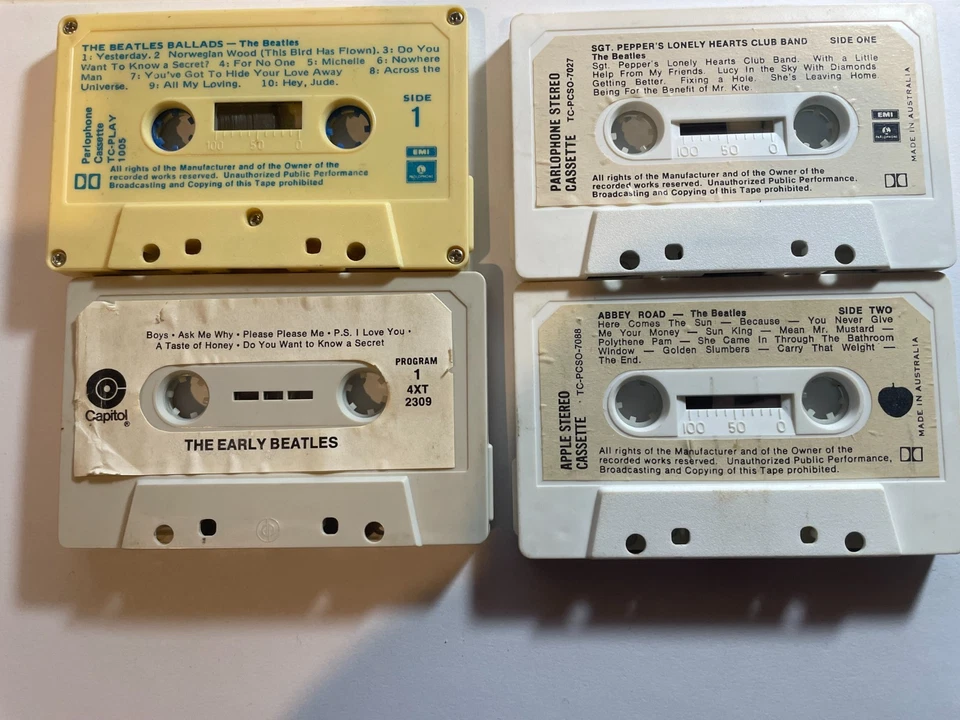 THE BEATLES BALLADS — The Beatles
1: Yesterday. 2 Norwegian Wood (This Bird Has Flown). 3: Do You
Want To Know a Secret? 4: For No One 5: Michelle 6: Nowhere
Man 7: You've Got To Hide Your Love Away 8: Across the
Universe. 9: All My Loving. 10: Hey, Jude.
SIDE
1
Parlophone
Cassette
TC-PLAY
1005
100 50 0
EMI
PARLOPHONE
All rights of the Manufacturer and of the Owner of the
recorded works reserved. Unauthorized Public Performance
Broadcasting and Copying of this Tape prohibited
SGT. PEPPER'S LONELY HEARTS CLUB BAND SIDE ONE
The Beatles
Sgt. Pepper's Lonely Hearts Club Band. With a Little
Help From My Friends. Lucy In the Sky With Diamonds
Getting Better. Fixing a Hole. She's Leaving Home
Being For the Benefit of Mr. Kite.
PARLOPHONE STEREO
CASSETTE TC-PCSO-7027
100 50 0
EMI
PARLOPHONE
MADE IN AUSTRALIA
All rights of the Manufacturer and of the Owner of the
recorded works reserved. Unauthorized Public Performance.
Broadcasting and Copying of this Tape prohibited.
Boys • Ask Me Why • Please Please Me • P.S. I Love You •
A Taste of Honey • Do You Want to Know a Secret
PROGRAM
1
4XT
2309
Capitol®
THE EARLY BEATLES
ABBEY ROAD — The Beatles SIDE TWO
Here Comes The Sun — Because — You Never Give
Me Your Money — Sun King — Mean Mr. Mustard —
Polythene Pam — She Came In Through The Bathroom
Window — Golden Slumbers — Carry That Weight —
The End.
APPLE STEREO
CASSETTE · TC-PCSO-7088
100 50 0
MADE IN AUSTRALIA
All rights of the Manufacturer and of the Owner of the
recorded works reserved. Unauthorized Public Performance,
Broadcasting and Copying of this Tape prohibited.